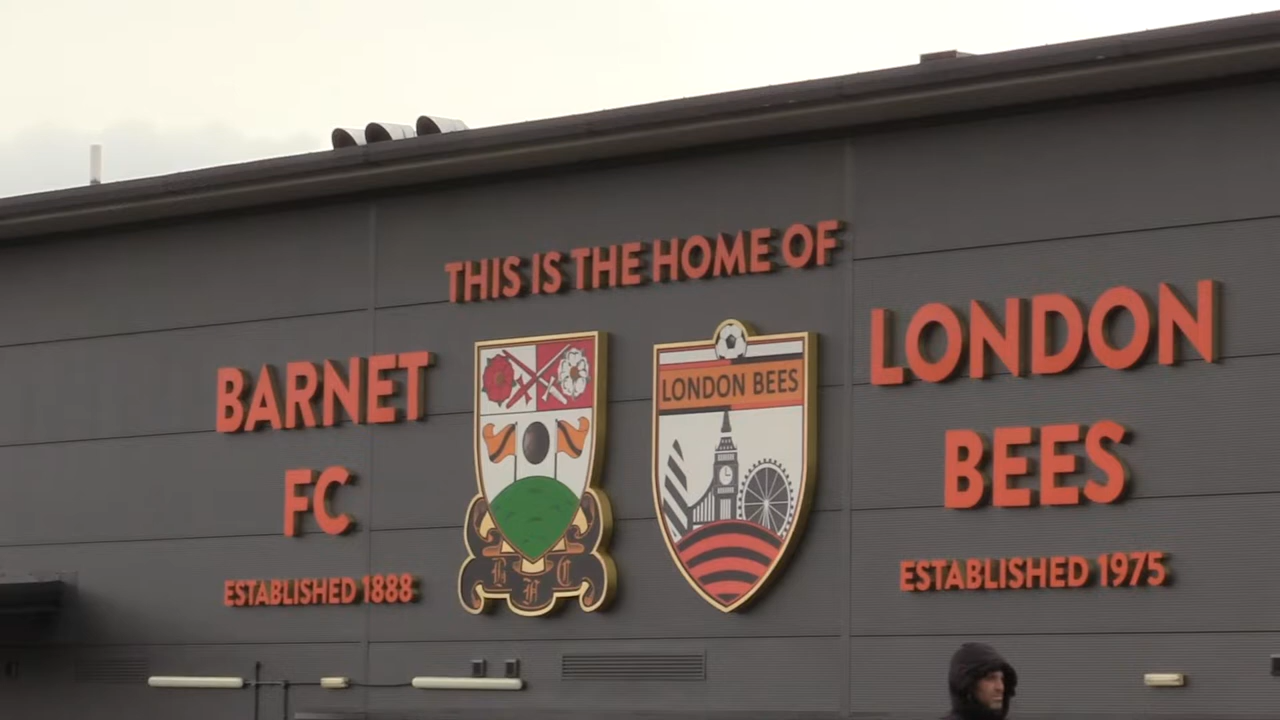 THIS IS THE HOME OF
BARNET
FC
ESTABLISHED 1888
B F C
LONDON BEES
LONDON
BEES
ESTABLISHED 1975